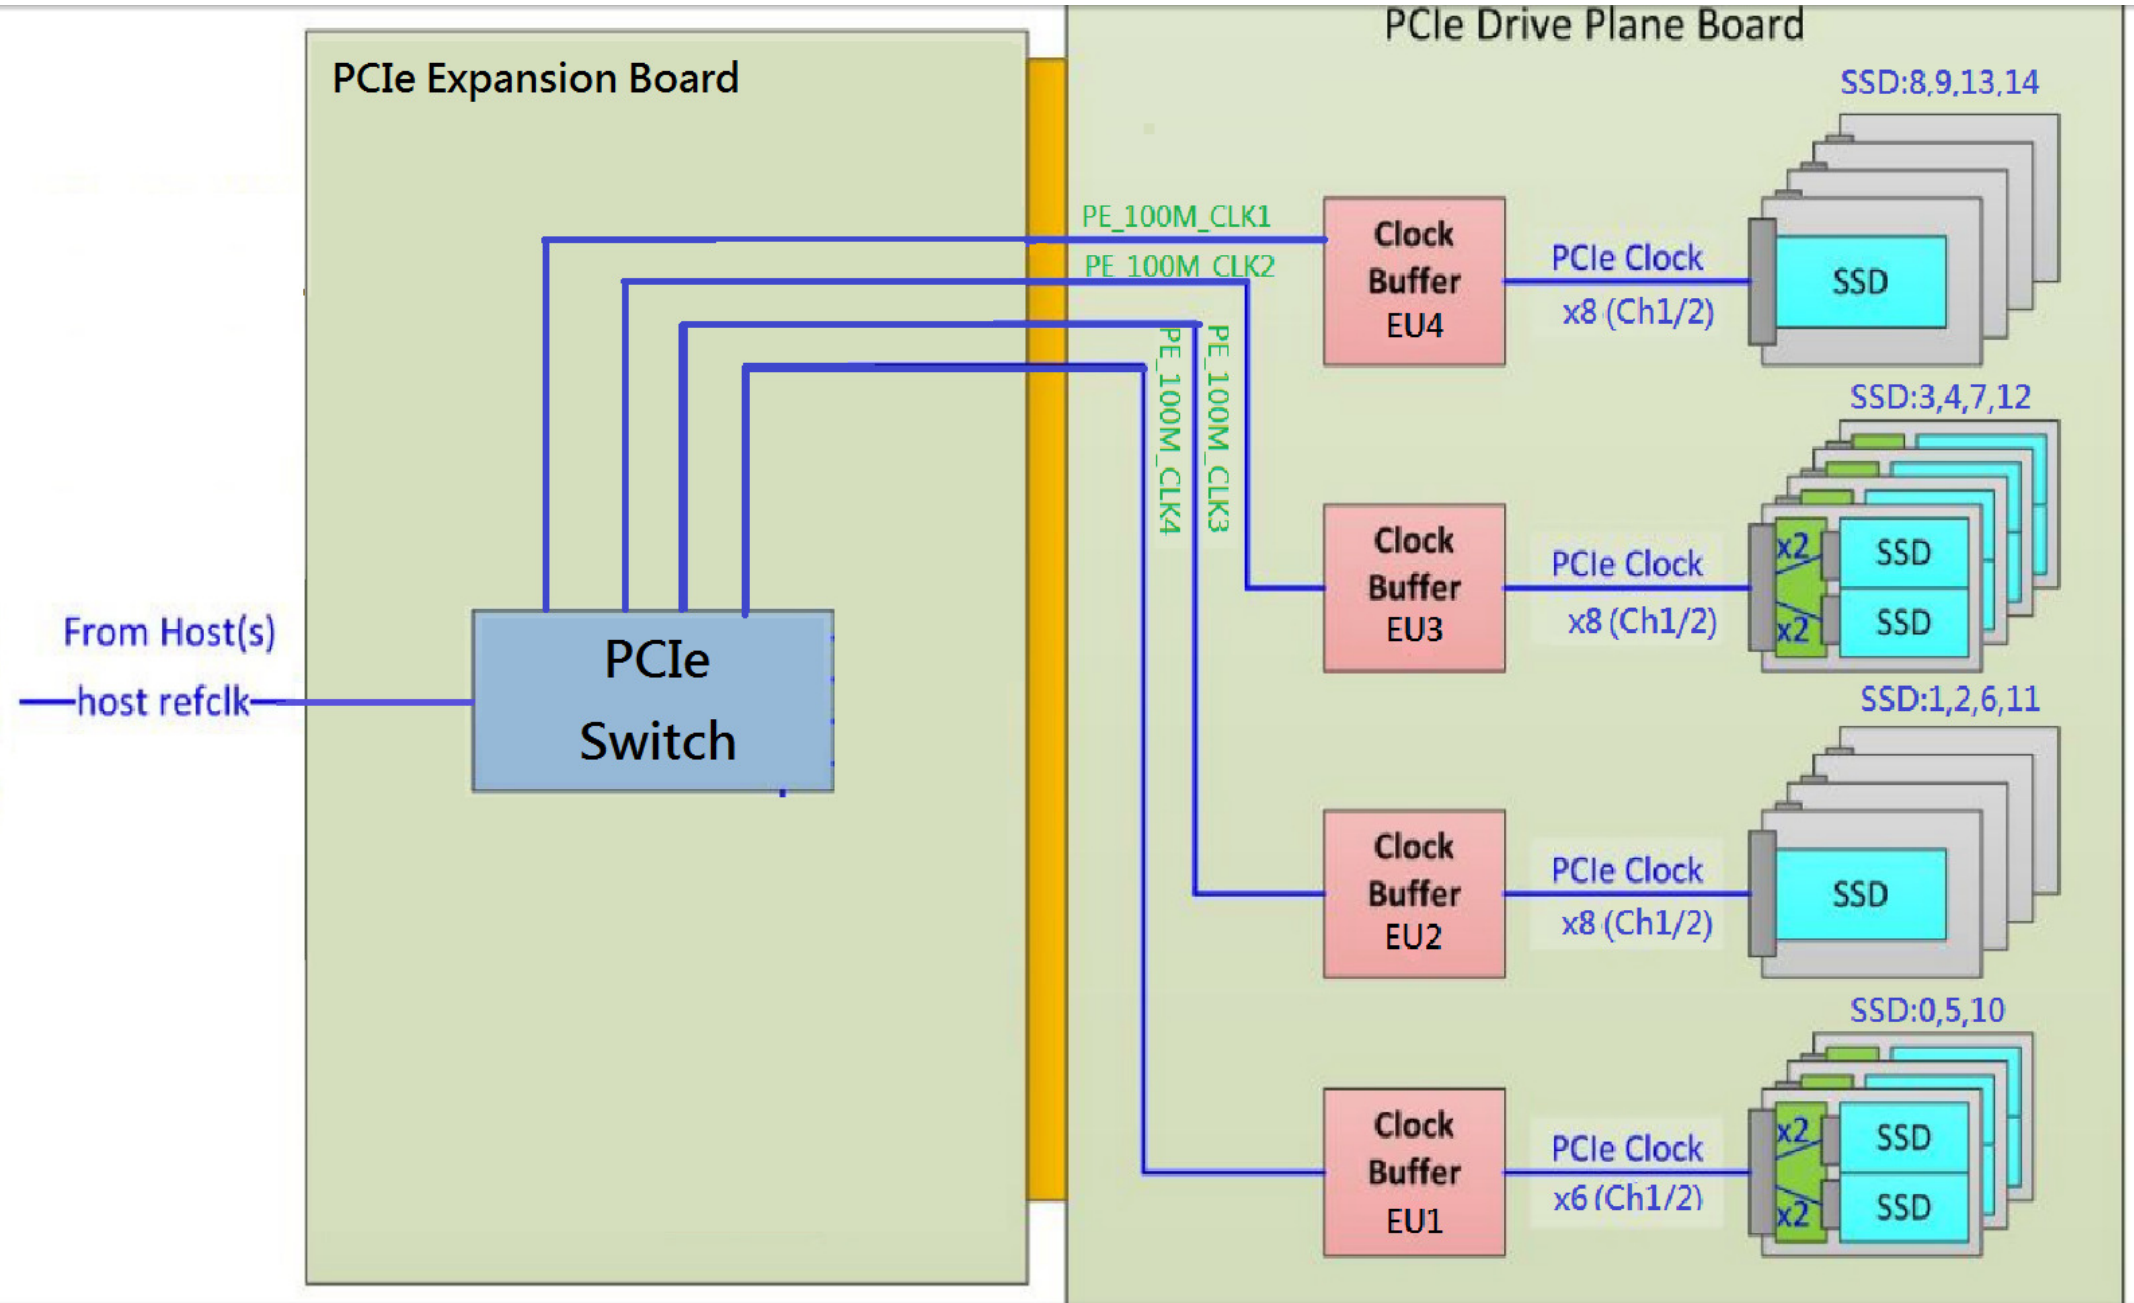 PCIe Drive Plane Board
PCIe Expansion Board
SSD:8,9,13,14
PE_100M_CLK1
Clock
Buffer
EU4
PCIe Clock
x8 (Ch1/2)
SSD
PE_100M_CLK2
PE_100M_CLK3
PE_100M_CLK4
SSD:3,4,7,12
Clock
Buffer
EU3
PCIe Clock
x8 (Ch1/2)
x2
x2
SSD
SSD
From Host(s)
host refclk
PCIe
Switch
SSD:1,2,6,11
Clock
Buffer
EU2
PCIe Clock
x8 (Ch1/2)
SSD
SSD:0,5,10
Clock
Buffer
EU1
PCIe Clock
x6 (Ch1/2)
x2
x2
SSD
SSD